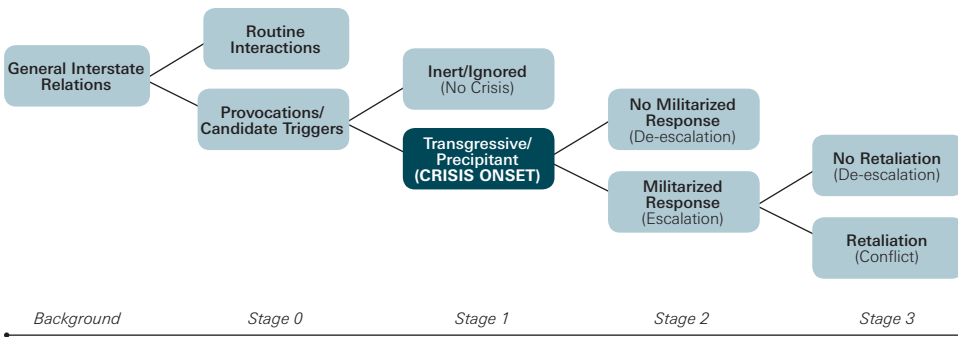 General Interstate
Relations
Routine
Interactions
Provocations/
Candidate Triggers
Inert/Ignored
(No Crisis)
Transgressive/
Precipitant
(CRISIS ONSET)
No Militarized
Response
(De-escalation)
Militarized
Response
(Escalation)
No Retaliation
(De-escalation)
Retaliation
(Conflict)
Background
Stage 0
Stage 1
Stage 2
Stage 3